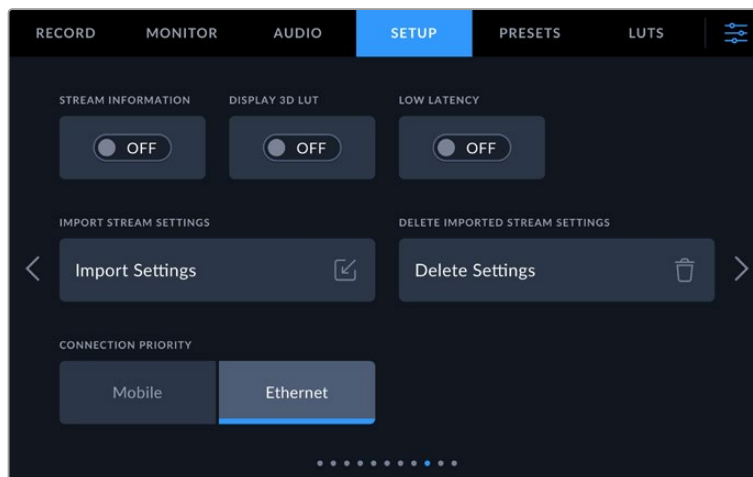 RECORD MONITOR AUDIO SETUP PRESETS LUTS
STREAM INFORMATION DISPLAY 3D LUT LOW LATENCY
OFF OFF OFF
IMPORT STREAM SETTINGS DELETE IMPORTED STREAM SETTINGS
Import Settings Delete Settings
CONNECTION PRIORITY
Mobile Ethernet